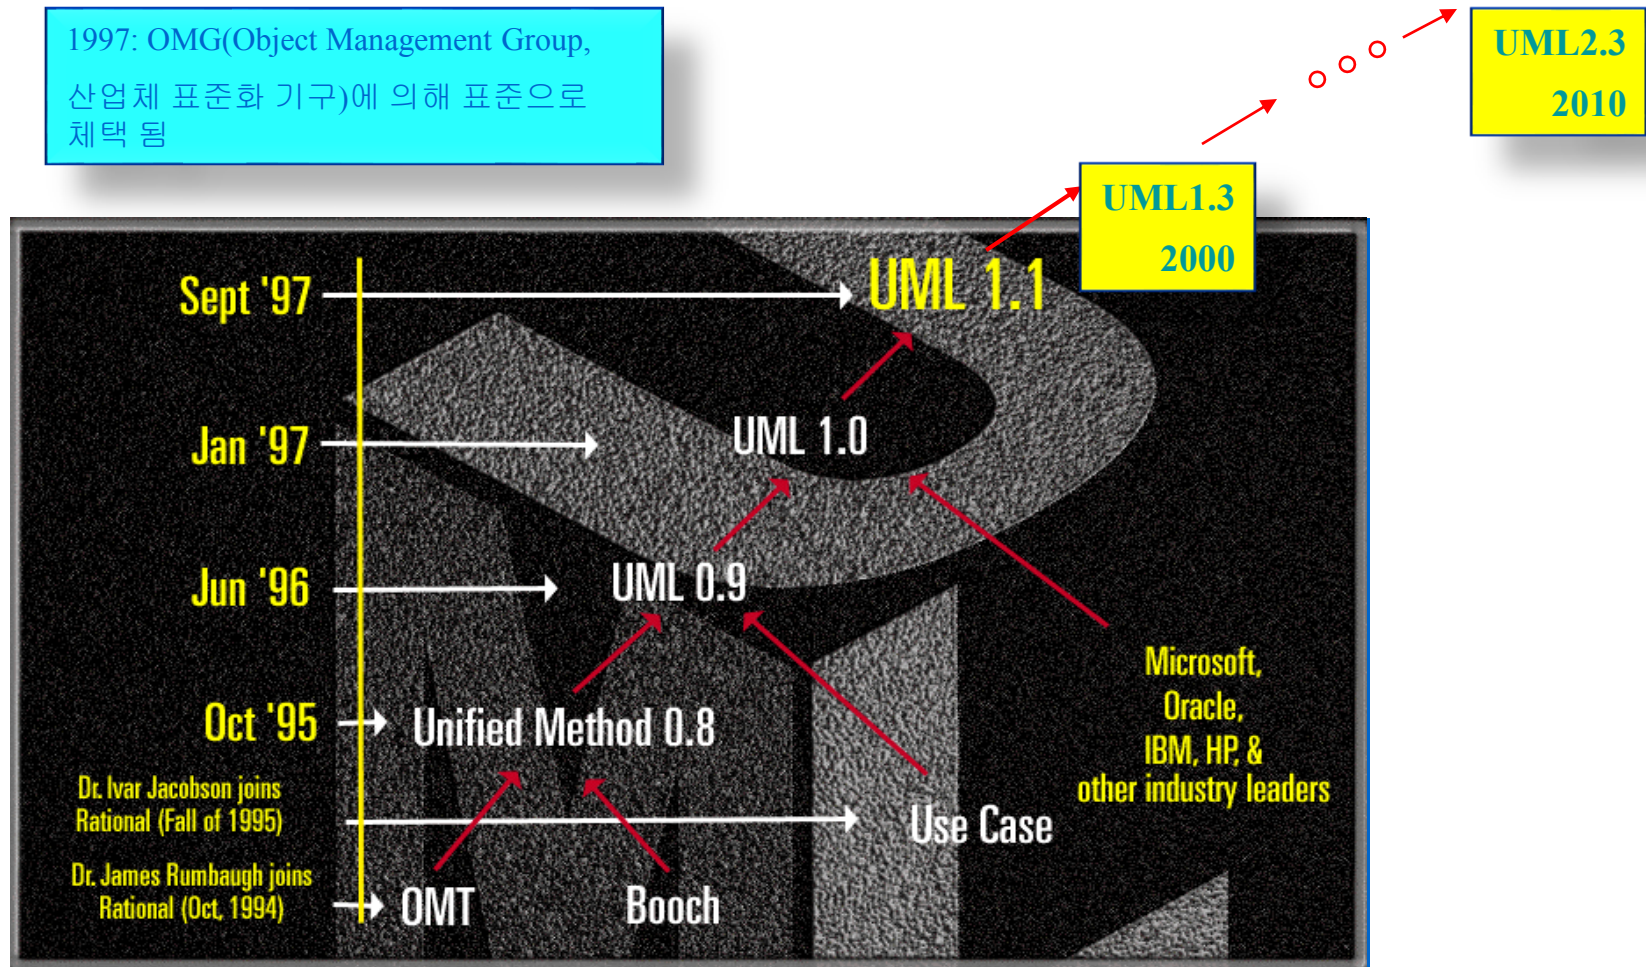 1997: OMG(Object Management Group,
산업체 표준화 기구)에 의해 표준으로
체택 됨
UML2.3
2010
UML1.3
2000
Sept '97
UML 1.1
Jan '97
UML 1.0
Jun '96
UML 0.9
Microsoft,
Oracle,
IBM, HP, &
other industry leaders
Oct '95
Unified Method 0.8
Dr. Ivar Jacobson joins
Rational (Fall of 1995)
Use Case
Dr. James Rumbaugh joins
Rational (Oct, 1994)
OMT
Booch